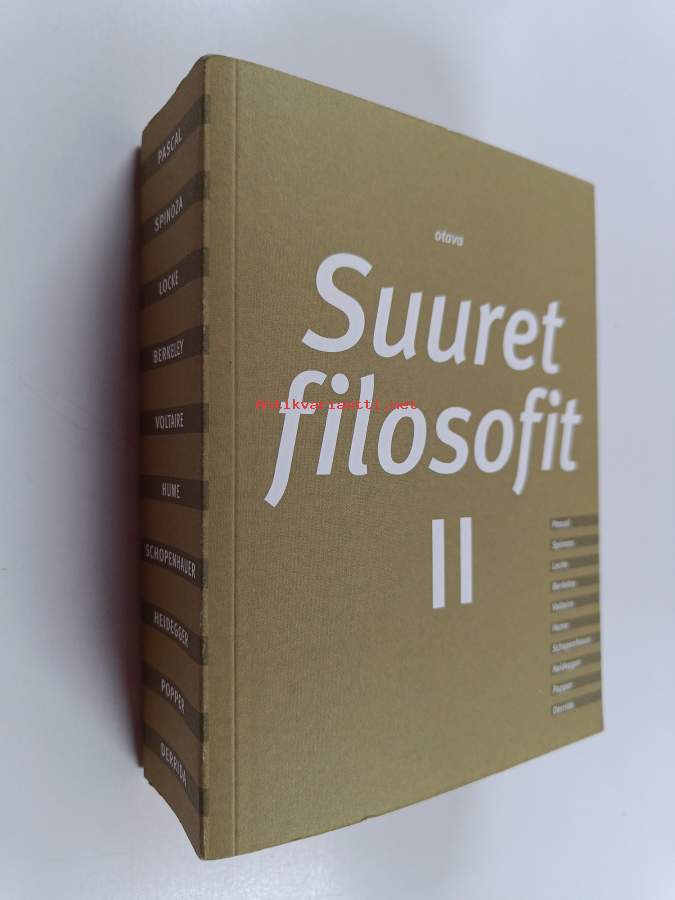 PASCAL
SPINOZA
LOCKE
BERKELEY
VOLTAIRE
HUME
SCHOPENHAUER
HEIDEGGER
POPPER
DERRIDA
otava
Suuret
filosofit
II
Antikvariaatti.net
Pascal
Spinoza
Locke
Berkeley
Voltaire
Hume
Schopenhauer
Heidegger
Popper
Derrida